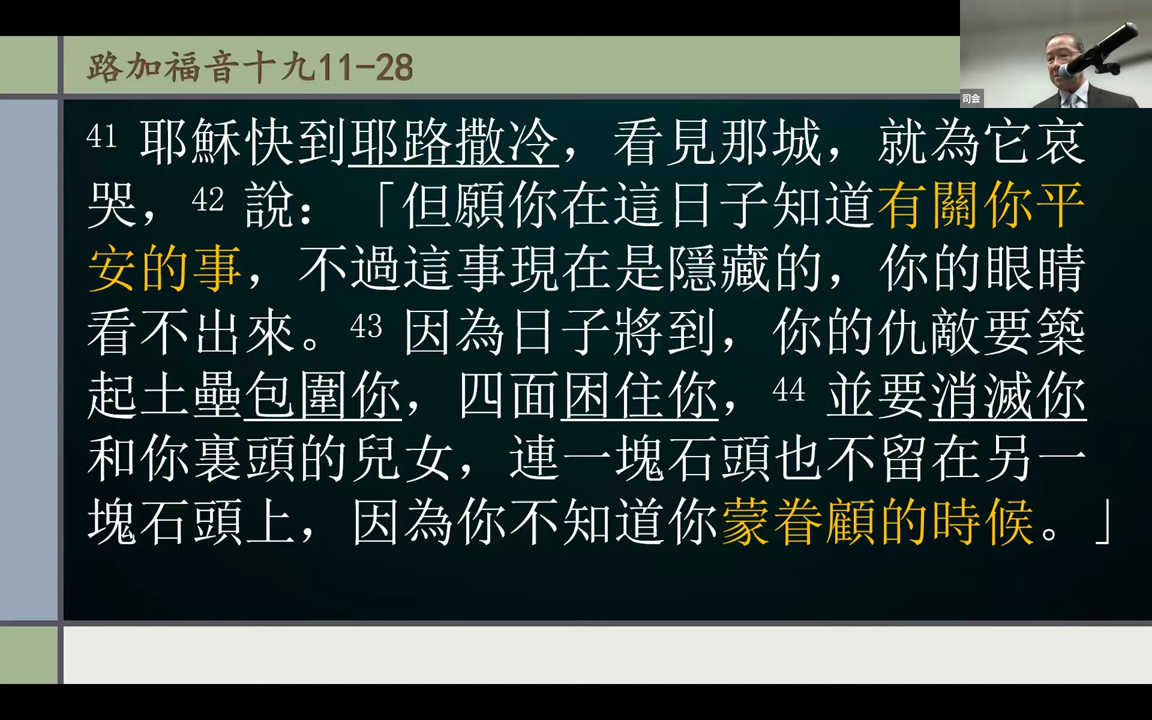 路加福音十九11-28
司会
41 耶穌快到耶路撒冷，看見那城，就為它哀
哭，42 說：「但願你在這日子知道有關你平
安的事，不過這事現在是隱藏的，你的眼睛
看不出來。43 因為日子將到，你的仇敵要築
起土壘包圍你，四面困住你，44 並要消滅你
和你裏頭的兒女，連一塊石頭也不留在另一
塊石頭上，因為你不知道你蒙眷顧的時候。」